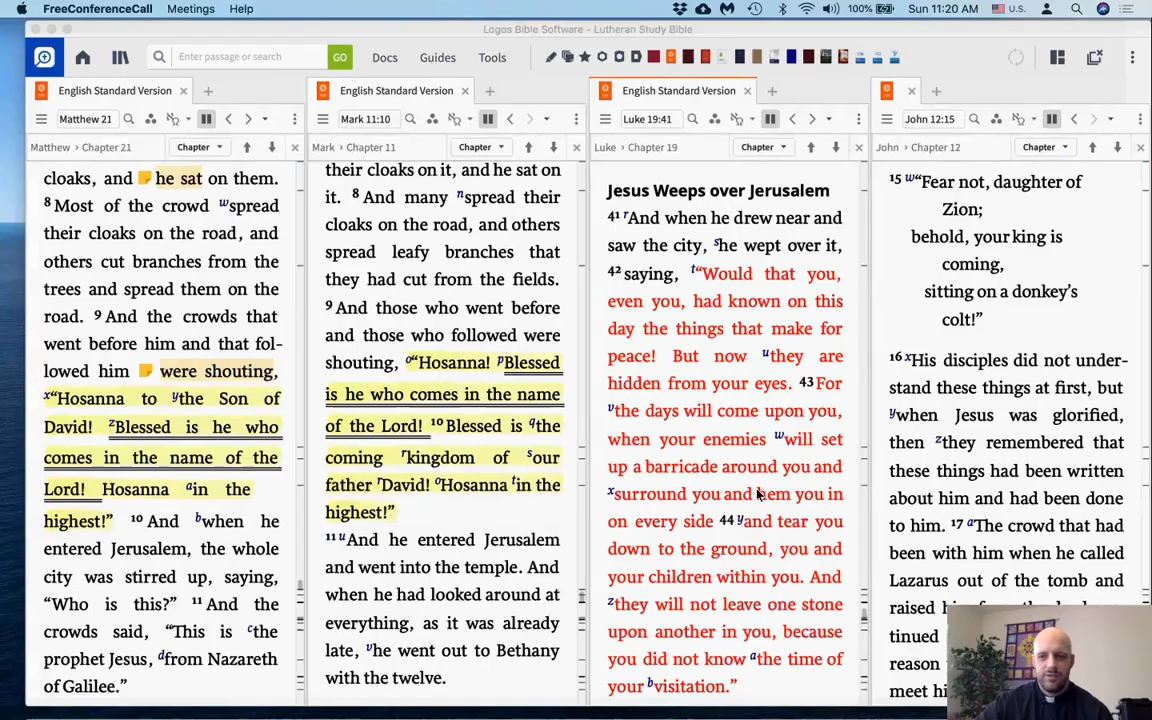 FreeConferenceCall Meetings Help 100% Sun 11:20 AM U.S.
Logos Bible Software - Lutheran Study Bible
Enter passage or search GO Docs Guides Tools
English Standard Version
Matthew 21
Matthew › Chapter 21 Chapter
cloaks, and he sat on them.
8 Most of the crowd w spread
their cloaks on the road, and
others cut branches from the
trees and spread them on the
road. 9 And the crowds that
went before him and that fol-
lowed him were shouting,
x “Hosanna to y the Son of
David! z Blessed is he who
comes in the name of the
Lord! Hosanna a in the
highest!” 10 And b when he
entered Jerusalem, the whole
city was stirred up, saying,
“Who is this?” 11 And the
crowds said, “This is c the
prophet Jesus, d from Nazareth
of Galilee.”
English Standard Version
Mark 11:10
Mark › Chapter 11 Chapter
their cloaks on it, and he sat on
it. 8 And many n spread their
cloaks on the road, and others
spread leafy branches that
they had cut from the fields.
9 And those who went before
and those who followed were
shouting, o “Hosanna! p Blessed
is he who comes in the name
of the Lord! 10 Blessed is q the
coming r kingdom of s our
father r David! o Hosanna t in the
highest!”
11 u And he entered Jerusalem
and went into the temple. And
when he had looked around at
everything, as it was already
late, v he went out to Bethany
with the twelve.
English Standard Version
Luke 19:41
Luke › Chapter 19 Chapter
Jesus Weeps over Jerusalem
41 r And when he drew near and
saw the city, s he wept over it,
42 saying, t “Would that you,
even you, had known on this
day the things that make for
peace! But now u they are
hidden from your eyes. 43 For
v the days will come upon you,
when your enemies w will set
up a barricade around you and
x surround you and hem you in
on every side 44 y and tear you
down to the ground, you and
your children within you. And
z they will not leave one stone
upon another in you, because
you did not know a the time of
your b visitation.”
John 12:15
John › Chapter 12 Chapter
15 w “Fear not, daughter of
Zion;
behold, your king is
coming,
sitting on a donkey’s
colt!”
16 x His disciples did not under-
stand these things at first, but
y when Jesus was glorified,
then z they remembered that
these things had been written
about him and had been done
to him. 17 a The crowd that had
been with him when he called
Lazarus out of the tomb and
raised
tinued
reason
meet